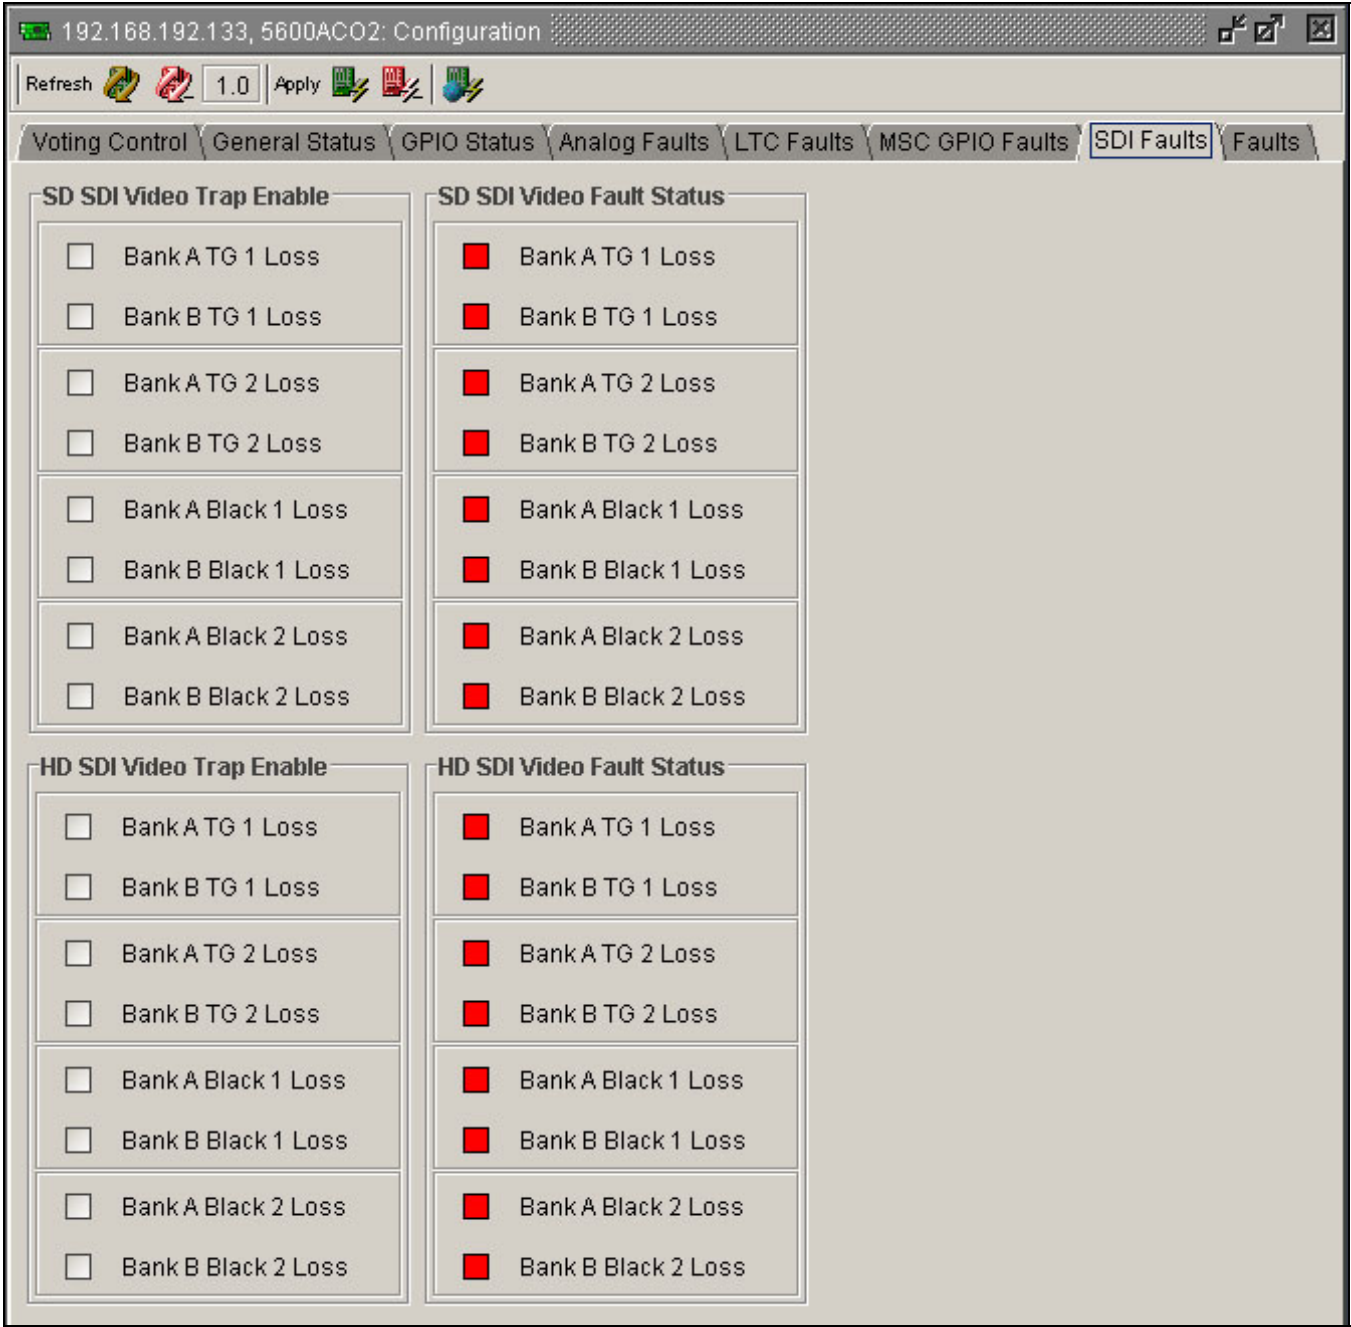 192.168.192.133, 5600ACO2: Configuration
Refresh 1.0 Apply
Voting Control General Status GPIO Status Analog Faults LTC Faults MSC GPIO Faults SDI Faults Faults
SD SDI Video Trap Enable
Bank A TG 1 Loss
Bank B TG 1 Loss
Bank A TG 2 Loss
Bank B TG 2 Loss
Bank A Black 1 Loss
Bank B Black 1 Loss
Bank A Black 2 Loss
Bank B Black 2 Loss
SD SDI Video Fault Status
Bank A TG 1 Loss
Bank B TG 1 Loss
Bank A TG 2 Loss
Bank B TG 2 Loss
Bank A Black 1 Loss
Bank B Black 1 Loss
Bank A Black 2 Loss
Bank B Black 2 Loss
HD SDI Video Trap Enable
Bank A TG 1 Loss
Bank B TG 1 Loss
Bank A TG 2 Loss
Bank B TG 2 Loss
Bank A Black 1 Loss
Bank B Black 1 Loss
Bank A Black 2 Loss
Bank B Black 2 Loss
HD SDI Video Fault Status
Bank A TG 1 Loss
Bank B TG 1 Loss
Bank A TG 2 Loss
Bank B TG 2 Loss
Bank A Black 1 Loss
Bank B Black 1 Loss
Bank A Black 2 Loss
Bank B Black 2 Loss